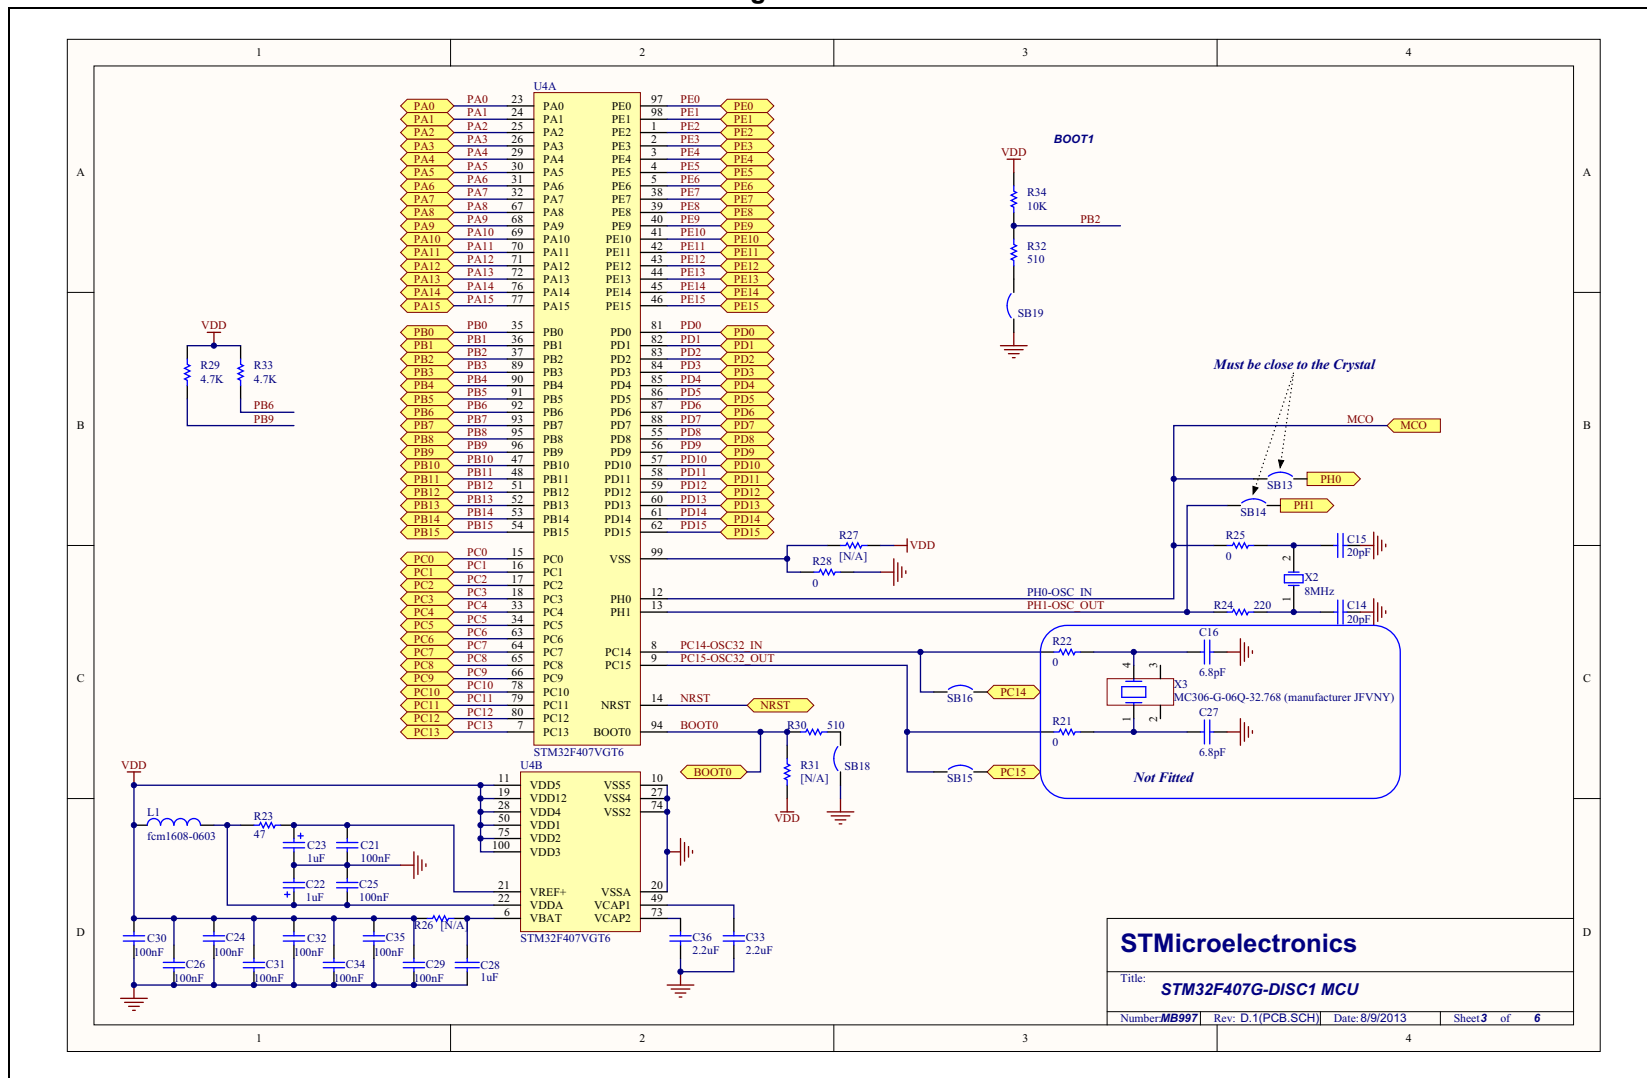 1 2 3 4
A A
B B
C C
D D
1 2 3 4
U4A
PA0 PA0 23 PA0 PE0 97 PE0 PE0
PA1 PA1 24 PA1 PE1 98 PE1 PE1
PA2 PA2 25 PA2 PE2 1 PE2 PE2
PA3 PA3 26 PA3 PE3 2 PE3 PE3
PA4 PA4 29 PA4 PE4 3 PE4 PE4
PA5 PA5 30 PA5 PE5 4 PE5 PE5
PA6 PA6 31 PA6 PE6 5 PE6 PE6
PA7 PA7 32 PA7 PE7 38 PE7 PE7
PA8 PA8 67 PA8 PE8 39 PE8 PE8
PA9 PA9 68 PA9 PE9 40 PE9 PE9
PA10 PA10 69 PA10 PE10 41 PE10 PE10
PA11 PA11 70 PA11 PE11 42 PE11 PE11
PA12 PA12 71 PA12 PE12 43 PE12 PE12
PA13 PA13 72 PA13 PE13 44 PE13 PE13
PA14 PA14 76 PA14 PE14 45 PE14 PE14
PA15 PA15 77 PA15 PE15 46 PE15 PE15
PB0 PB0 35 PB0 PD0 81 PD0 PD0
PB1 PB1 36 PB1 PD1 82 PD1 PD1
PB2 PB2 37 PB2 PD2 83 PD2 PD2
PB3 PB3 89 PB3 PD3 84 PD3 PD3
PB4 PB4 90 PB4 PD4 85 PD4 PD4
PB5 PB5 91 PB5 PD5 86 PD5 PD5
PB6 PB6 92 PB6 PD6 87 PD6 PD6
PB7 PB7 93 PB7 PD7 88 PD7 PD7
PB8 PB8 95 PB8 PD8 55 PD8 PD8
PB9 PB9 96 PB9 PD9 56 PD9 PD9
PB10 PB10 47 PB10 PD10 57 PD10 PD10
PB11 PB11 48 PB11 PD11 58 PD11 PD11
PB12 PB12 51 PB12 PD12 59 PD12 PD12
PB13 PB13 52 PB13 PD13 60 PD13 PD13
PB14 PB14 53 PB14 PD14 61 PD14 PD14
PB15 PB15 54 PB15 PD15 62 PD15 PD15
PC0 PC0 15 PC0 VSS 99
PC1 PC1 16 PC1
PC2 PC2 17 PC2
PC3 PC3 18 PC3 PH0 12 PH0-OSC_IN
PC4 PC4 33 PC4 PH1 13 PH1-OSC_OUT
PC5 PC5 34 PC5
PC6 PC6 63 PC6
PC7 PC7 64 PC7 PC14 8 PC14-OSC32_IN
PC8 PC8 65 PC8 PC15 9 PC15-OSC32_OUT
PC9 PC9 66 PC9
PC10 PC10 78 PC10
PC11 PC11 79 PC11 NRST 14 NRST NRST
PC12 PC12 80 PC12
PC13 PC13 7 PC13 BOOT0 94 BOOT0
STM32F407VGT6
BOOT1
VDD
R34
10K
PB2
R32
510
SB19
VDD
R29
4.7K
R33
4.7K
PB6
PB9
Must be close to the Crystal
MCO MCO
SB13 PH0
SB14 PH1
R27
[N/A]
VDD
R28
0
R25
0
C15
20pF
2
X2
8MHz
1
R24 220
C14
20pF
R22
0
C16
6.8pF
4 3
X3
MC306-G-06Q-32.768 (manufacturer JFVNY)
1 2
R21
0
C27
6.8pF
Not Fitted
SB16 PC14
SB15 PC15
R30 510
BOOT0
R31
[N/A]
SB18
VDD
U4B
11 VDD5 VSS5 10
19 VDD12 VSS4 27
28 VDD4 VSS2 74
50 VDD1
75 VDD2
100 VDD3
21 VREF+ VSSA 20
22 VDDA VCAP1 49
6 VBAT VCAP2 73
STM32F407VGT6
VDD
L1
fcm1608-0603
R23
47
+ C23
1uF
C21
100nF
+ C22
1uF
C25
100nF
R26 [N/A]
C30
100nF
C24
100nF
C32
100nF
C35
100nF
C26
100nF
C31
100nF
C34
100nF
C29
100nF
C28
1uF
C36
2.2uF
C33
2.2uF
STMicroelectronics
Title:
STM32F407G-DISC1 MCU
Number:MB997 Rev: D.1(PCB.SCH) Date:8/9/2013 Sheet 3 of 6